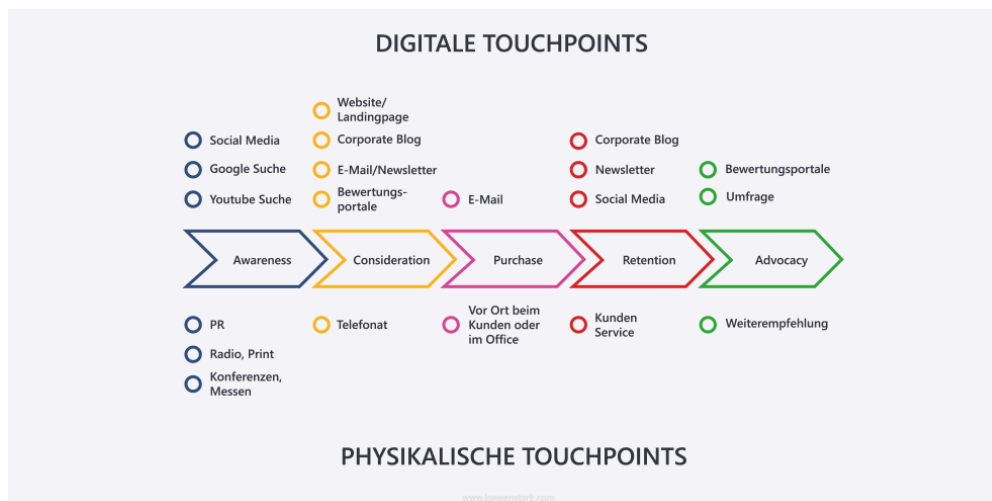 DIGITALE TOUCHPOINTS
Website/
Landingpage
Social Media
Corporate Blog
Corporate Blog
Google Suche
E-Mail/Newsletter
Newsletter
Bewertungsportale
Youtube Suche
Bewertungs-
portale
E-Mail
Social Media
Umfrage
Awareness
Consideration
Purchase
Retention
Advocacy
PR
Telefonat
Vor Ort beim
Kunden oder
im Office
Kunden
Service
Weiterempfehlung
Radio, Print
Konferenzen,
Messen
PHYSIKALISCHE TOUCHPOINTS
www.loewenstark.com